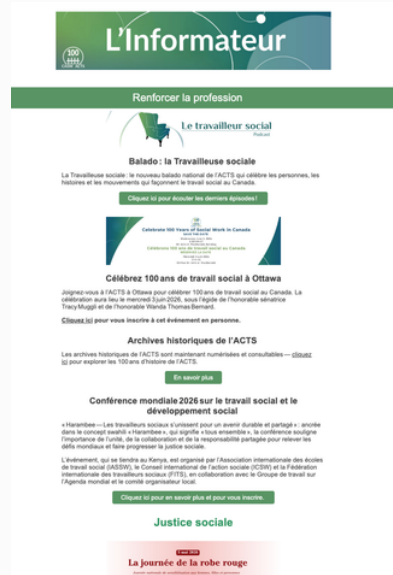 L'Informateur
100
Renforcer la profession
Le travailleur social
Podcast
Balado : la Travailleuse sociale
La Travailleuse sociale : le nouveau balado national de l'ACTS qui célèbre les personnes, les
histoires et les mouvements qui façonnent le travail social au Canada.
Cliquez ici pour écouter les derniers épisodes !
Celebrate 100 Years of Social Work in Canada
Célébrons 100 ans de travail social au Canada
Célébrez 100 ans de travail social à Ottawa
Joignez-vous à l'ACTS à Ottawa pour célébrer 100 ans de travail social au Canada. La
célébration aura lieu le mercredi 3 juin 2026, sous l'égide de l'honorable sénatrice
Tracy Muggli et de l'honorable Wanda Thomas Bernard.
Cliquez ici pour vous inscrire à cet événement en personne.
Archives historiques de l'ACTS
Les archives historiques de l'ACTS sont maintenant numérisées et consultables — cliquez
ici pour explorer les 100 ans d'histoire de l'ACTS.
En savoir plus
Conférence mondiale 2026 sur le travail social et le
développement social
« Harambee — Les travailleurs sociaux s'unissent pour un avenir durable et partagé » : ancrée
dans le concept swahili « Harambee », qui signifie « tous ensemble », la conférence souligne
l'importance de l'unité, de la collaboration et de la responsabilité partagée pour relever les
défis mondiaux et faire progresser la justice sociale.
L'événement, qui se tiendra au Kenya, est organisé par l'Association internationale des écoles
de travail social (IASSW), le Conseil international de l'action sociale (ICSW) et la Fédération
internationale des travailleurs sociaux (FITS), en collaboration avec le Groupe de travail sur
l'Agenda mondial et le comité organisateur local.
Cliquez ici pour en savoir plus et pour vous inscrire.
Justice sociale
5 mai 2026
La journée de la robe rouge